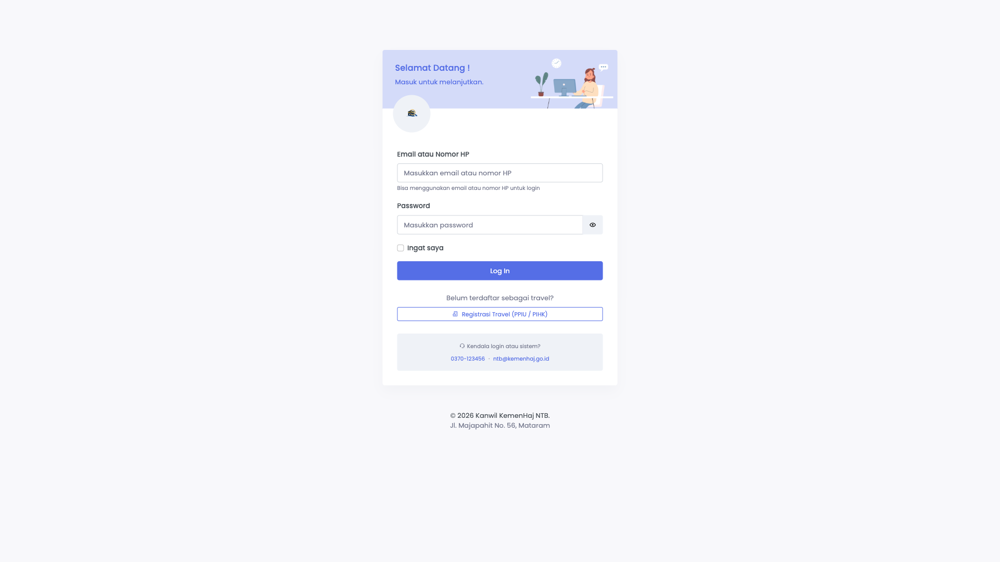 Selamat Datang !
Masuk untuk melanjutkan.
Email atau Nomor HP
Masukkan email atau nomor HP
Bisa menggunakan email atau nomor HP untuk login
Password
Masukkan password
Ingat saya
Log In
Belum terdaftar sebagai travel?
Registrasi Travel (PPIU / PIHK)
Kendala login atau sistem?
0370-123456 · ntb@kemenhaj.go.id
© 2026 Kanwil KemenHaj NTB.
Jl. Majapahit No. 56, Mataram